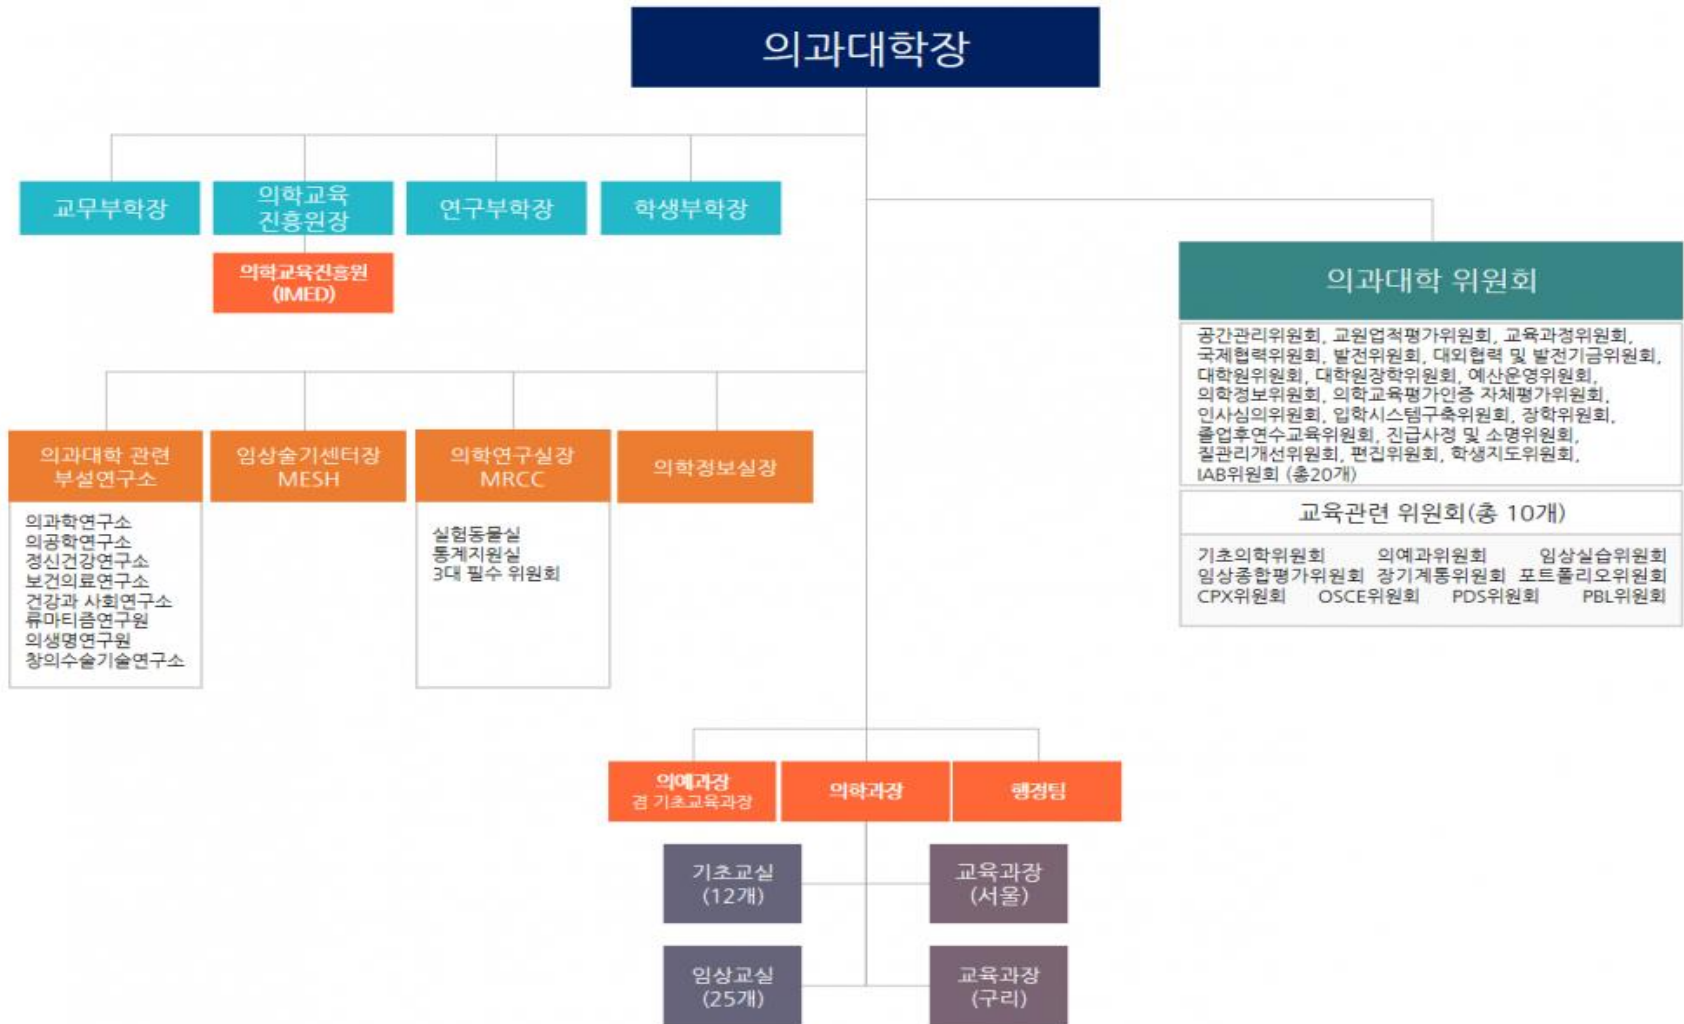 의과대학장
교무부학장
의학교육
진흥원장
연구부학장
학생부학장
의학교육진흥원
(IMED)
의과대학 위원회
공간관리위원회, 교원업적평가위원회, 교육과정위원회,
국제협력위원회, 발전위원회, 대외협력 및 발전기금위원회,
대학원위원회, 대학원장학위원회, 예산운영위원회,
의학정보위원회, 의학교육평가인증 자체평가위원회,
인사심의위원회, 입학시스템구축위원회, 장학위원회,
졸업후연수교육위원회, 진급사정 및 소명위원회,
질관리개선위원회, 편집위원회, 학생지도위원회,
IAB위원회 (총20개)
교육관련 위원회(총 10개)
기초의학위원회 의예과위원회 임상실습위원회
임상종합평가위원회 장기계통위원회 포트폴리오위원회
CPX위원회 OSCE위원회 PDS위원회 PBL위원회
의과대학 관련
부설연구소
의과학연구소
의공학연구소
정신건강연구소
보건의료연구소
건강과 사회연구소
류마티즘연구원
의생명연구원
창의수술기술연구소
임상술기센터장
MESH
의학연구실장
MRCC
실험동물실
통계지원실
3대 필수 위원회
의학정보실장
의예과장
겸 기초교육과장
의학과장
행정팀
기초교실
(12개)
교육과장
(서울)
임상교실
(25개)
교육과장
(구리)